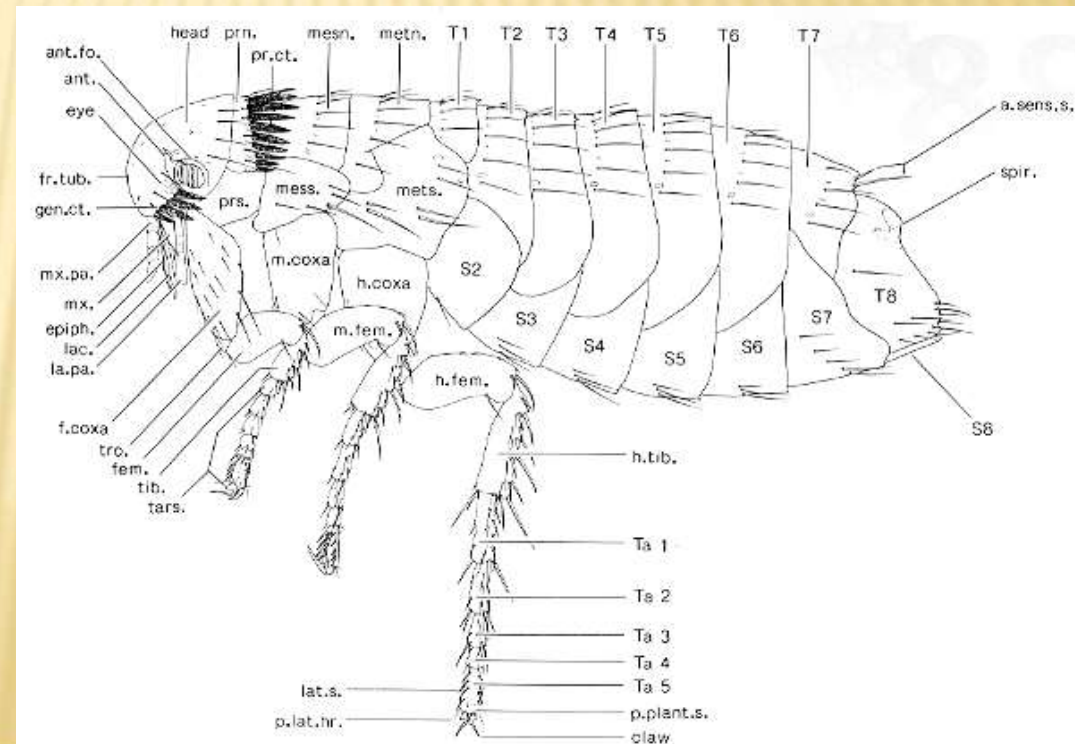 head
prn.
pr.ct.
mesn.
metn.
T1
T2
T3
T4
T5
T6
T7
ant.fo.
ant.
eye
fr.tub.
gen.ct.
mx.pa.
mx.
epiph.
lac.
la.pa.
f.coxa
tro.
fem.
tib.
tars.
prs.
mess.
mets.
m.coxa
h.coxa
m.fem.
h.fem.
S2
S3
S4
S5
S6
S7
T8
a.sens.s.
spir.
S8
h.tib.
Ta 1
Ta 2
Ta 3
Ta 4
Ta 5
lat.s.
p.lat.hr.
p.plant.s.
claw